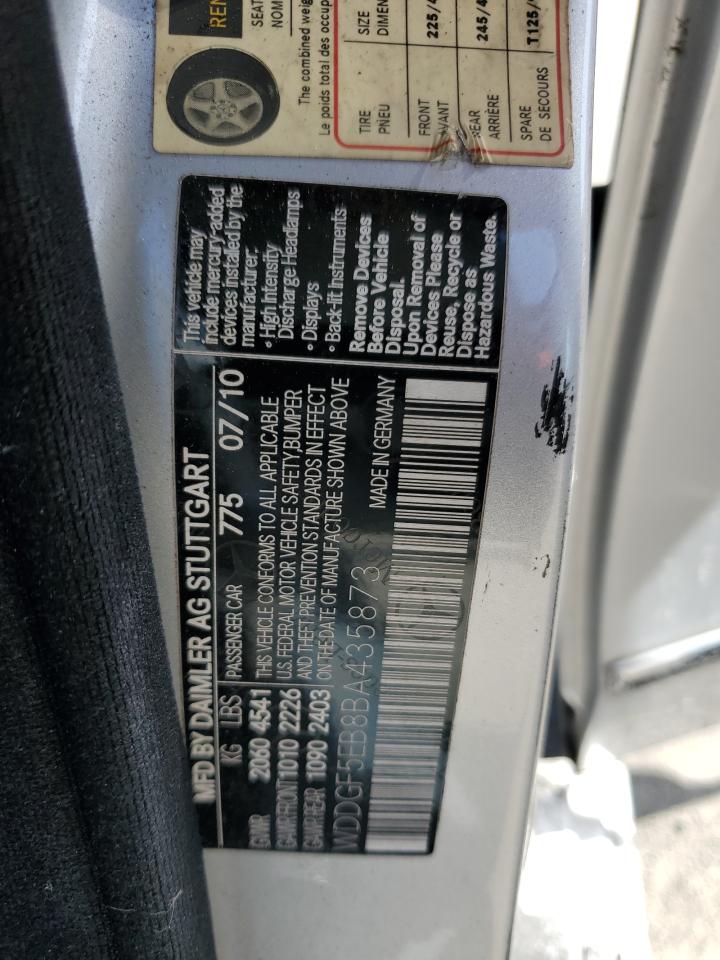 REN
SEAT
NOM
The combined weig
Le poids total des occup
TIRE SIZE
PNEU DIMEN
FRONT 225/4
AVANT
REAR 245/4
ARRIÈRE
SPARE T125/
DE SECOURS
MFD BY DAIMLER AG STUTTGART
KG LBS PASSENGER CAR 775 07/10
GVWR 2060 4541
GAWR FRONT 1010 2226
GAWR REAR 1090 2403
THIS VEHICLE CONFORMS TO ALL APPLICABLE
U.S. FEDERAL MOTOR VEHICLE SAFETY, BUMPER
AND THEFT PREVENTION STANDARDS IN EFFECT
ON THE DATE OF MANUFACTURE SHOWN ABOVE
WDDGF5EB8BA435873 MADE IN GERMANY
This vehicle may
include mercury-added
devices installed by the
manufacturer:
• High Intensity
Discharge Headlamps
• Displays
• Back-lit Instruments
Remove Devices
Before Vehicle
Disposal.
Upon Removal of
Devices Please
Reuse, Recycle or
Dispose as
Hazardous Waste.